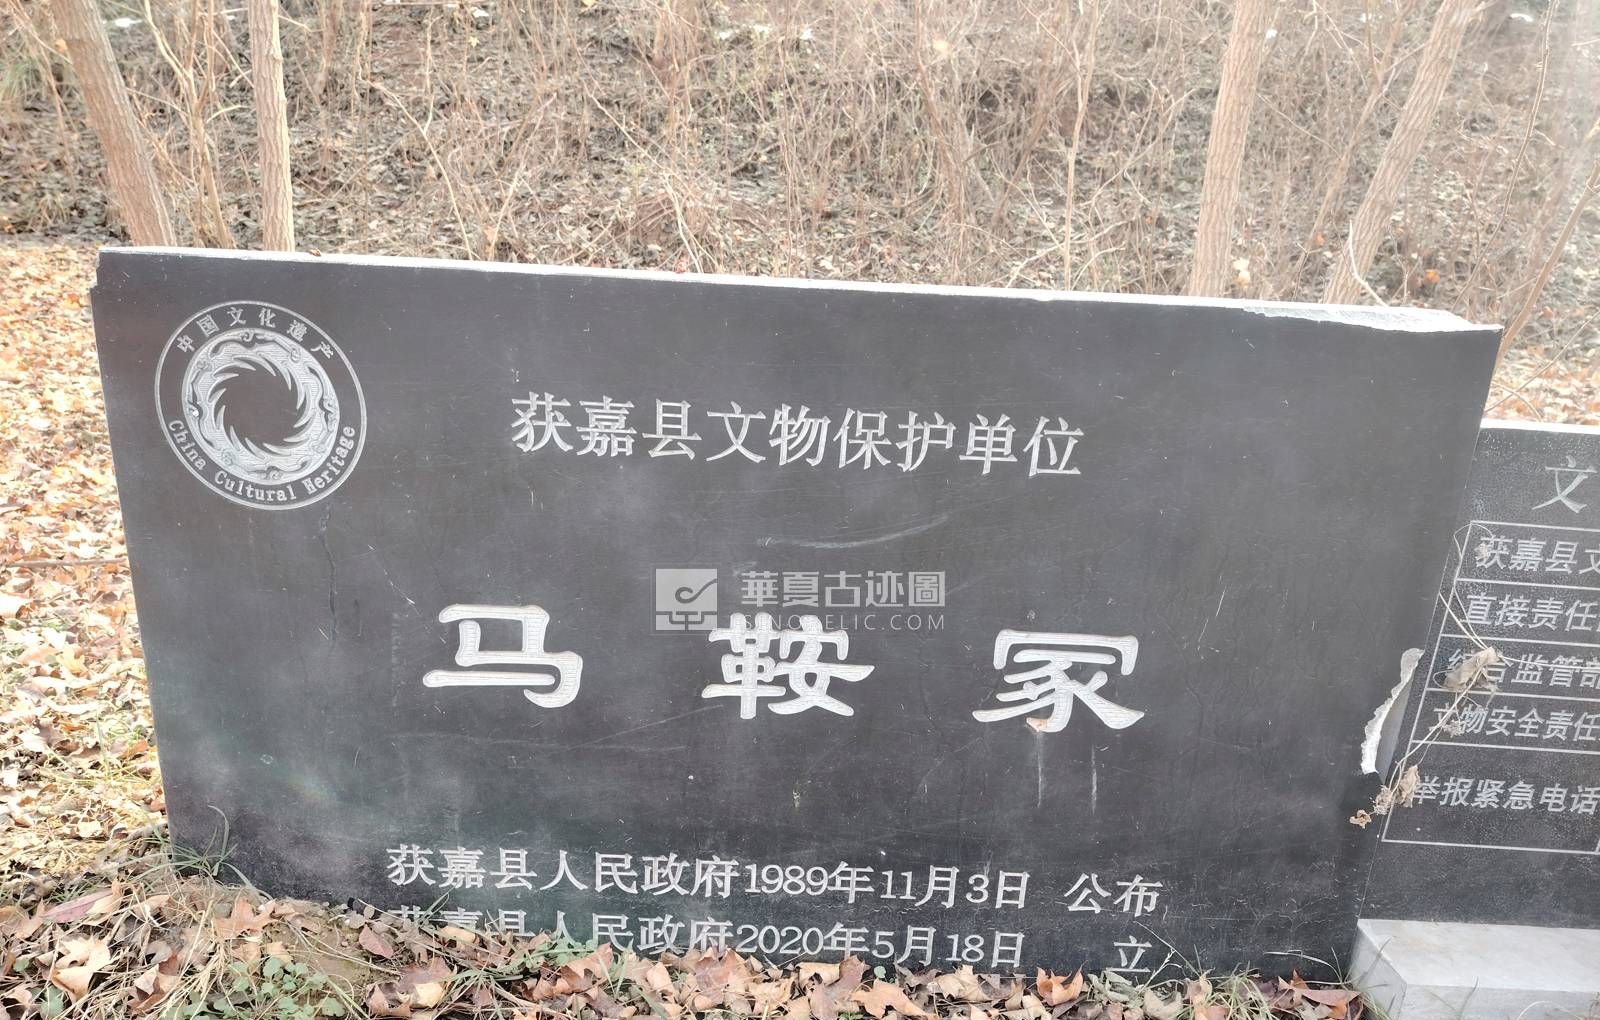 中国文化遗产
China Cultural Heritage
获嘉县文物保护单位
華夏古迹圖
SINORELIC.COM
马鞍冢
获嘉县人民政府1989年11月3日 公布
获嘉县人民政府2020年5月18日 立
文
获嘉县文
直接责任
综合监管部
文物安全责任
举报紧急电话